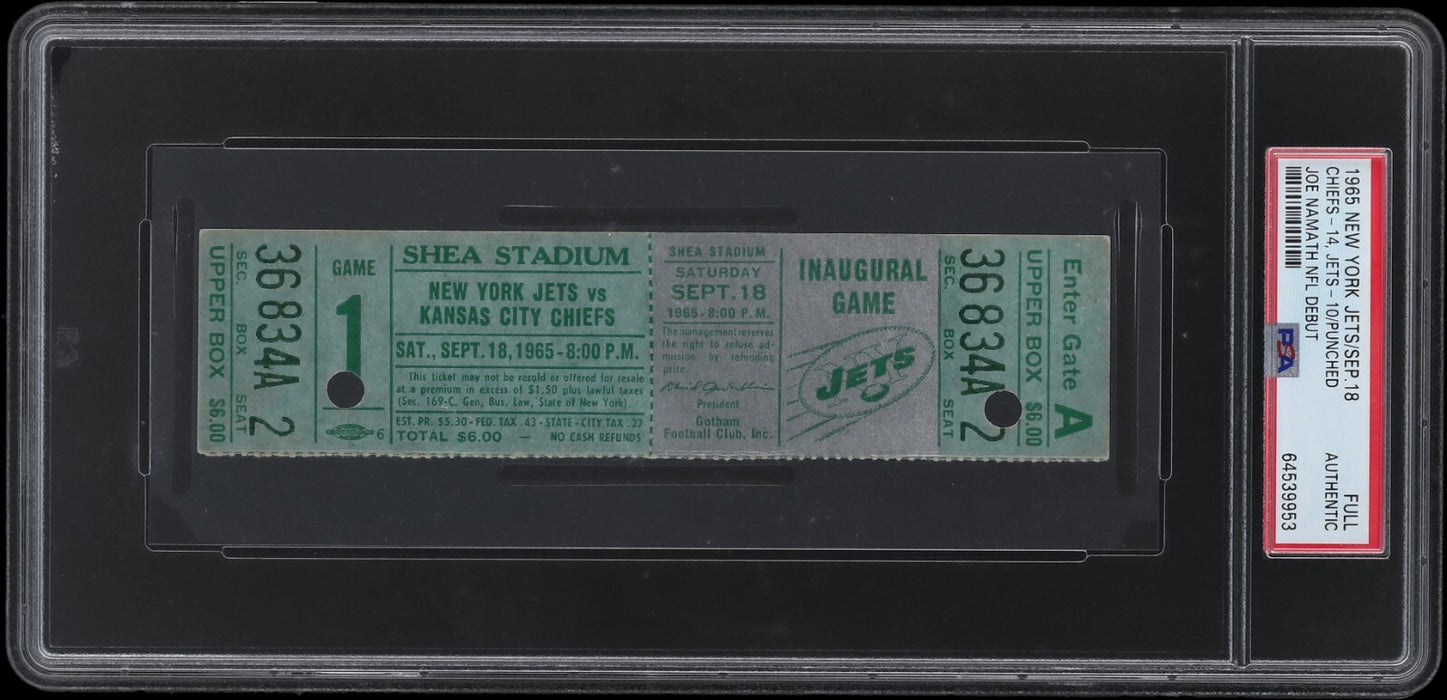 UPPER BOX $6.00
SEC. BOX SEAT
36 834A 2
GAME
1
6
SHEA STADIUM
NEW YORK JETS vs
KANSAS CITY CHIEFS
SAT., SEPT. 18, 1965 - 8:00 P.M.
This ticket may not be resold or offered for resale
at a premium in excess of $1.50 plus lawful taxes
(Sec. 169-C. Gen, Bus. Law, State of New York)
EST. PR. $5.30 - FED. TAX .43 - STATE - CITY TAX .27
TOTAL $6.00 — NO CASH REFUNDS
SHEA STADIUM
SATURDAY
SEPT. 18
1965 - 8:00 P.M.
The management reserves
the right to refuse ad-
mission by refunding
price.
President
Gotham
Football Club, Inc.
INAUGURAL
GAME
JETS
SEC. BOX SEAT
36 834A 2
UPPER BOX $6.00
Enter Gate A
1965 NEW YORK JETS/SEP.18
CHIEFS - 14, JETS - 10/PUNCHED
JOE NAMATH NFL DEBUT
FULL
AUTHENTIC
64539953
PSA